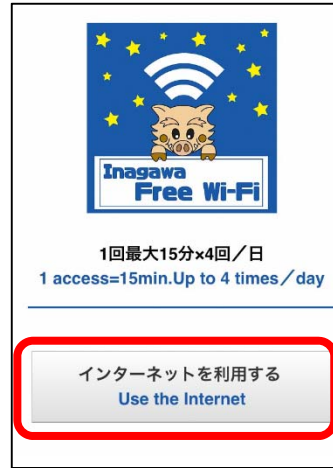 Inagawa
Free Wi-Fi
1回最大15分×4回／日
1 access=15min.Up to 4 times／day
インターネットを利用する
Use the Internet